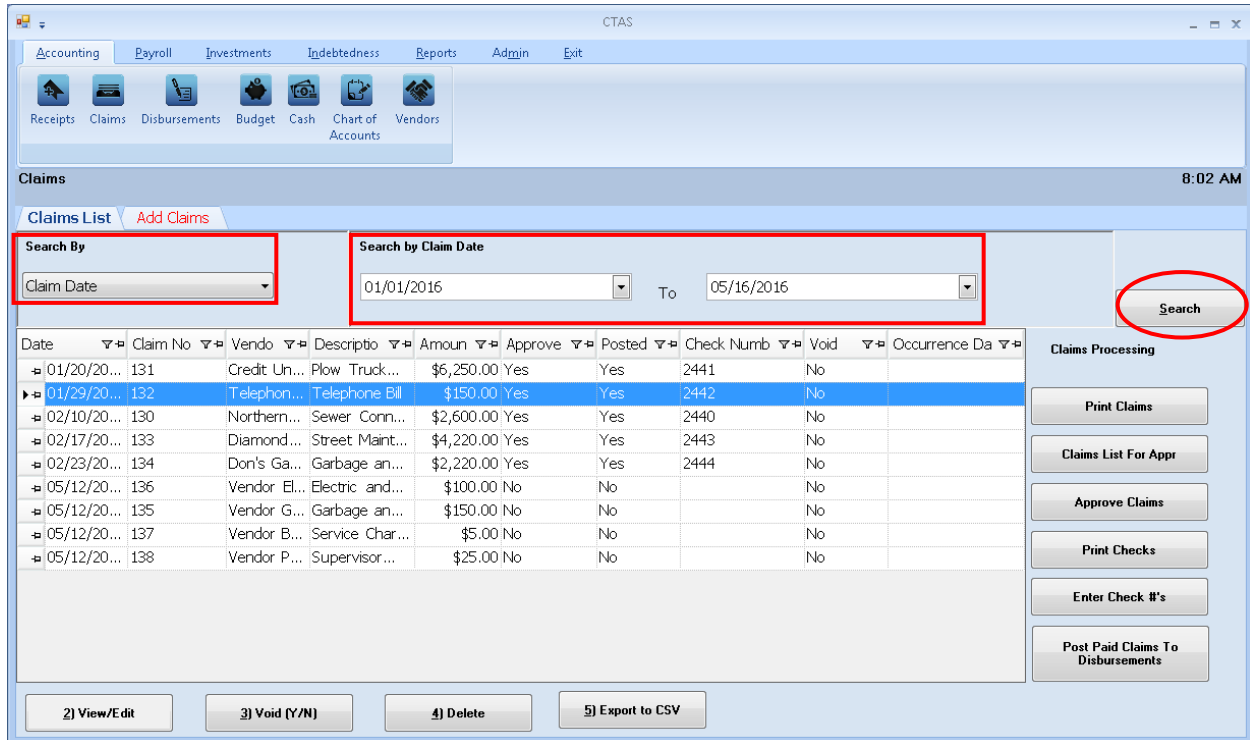 CTAS
Accounting Payroll Investments Indebtedness Reports Admin Exit
Receipts Claims Disbursements Budget Cash Chart of Accounts Vendors
Claims 8:02 AM
Claims List Add Claims
Search By Search by Claim Date
Claim Date 01/01/2016 To 05/16/2016
Search
Date Claim No Vendo Descriptio Amoun Approve Posted Check Numb Void Occurrence Da
01/20/20... 131 Credit Un... Plow Truck... $6,250.00 Yes Yes 2441 No
01/29/20... 132 Telephon... Telephone Bill $150.00 Yes Yes 2442 No
02/10/20... 130 Northern... Sewer Conn... $2,600.00 Yes Yes 2440 No
02/17/20... 133 Diamond... Street Maint... $4,220.00 Yes Yes 2443 No
02/23/20... 134 Don's Ga... Garbage an... $2,220.00 Yes Yes 2444 No
05/12/20... 136 Vendor El... Electric and... $100.00 No No No
05/12/20... 135 Vendor G... Garbage an... $150.00 No No No
05/12/20... 137 Vendor B... Service Char... $5.00 No No No
05/12/20... 138 Vendor P... Supervisor... $25.00 No No No
Claims Processing
Print Claims
Claims List For Appr
Approve Claims
Print Checks
Enter Check #'s
Post Paid Claims To
Disbursements
2) View/Edit 3) Void (Y/N) 4) Delete 5) Export to CSV